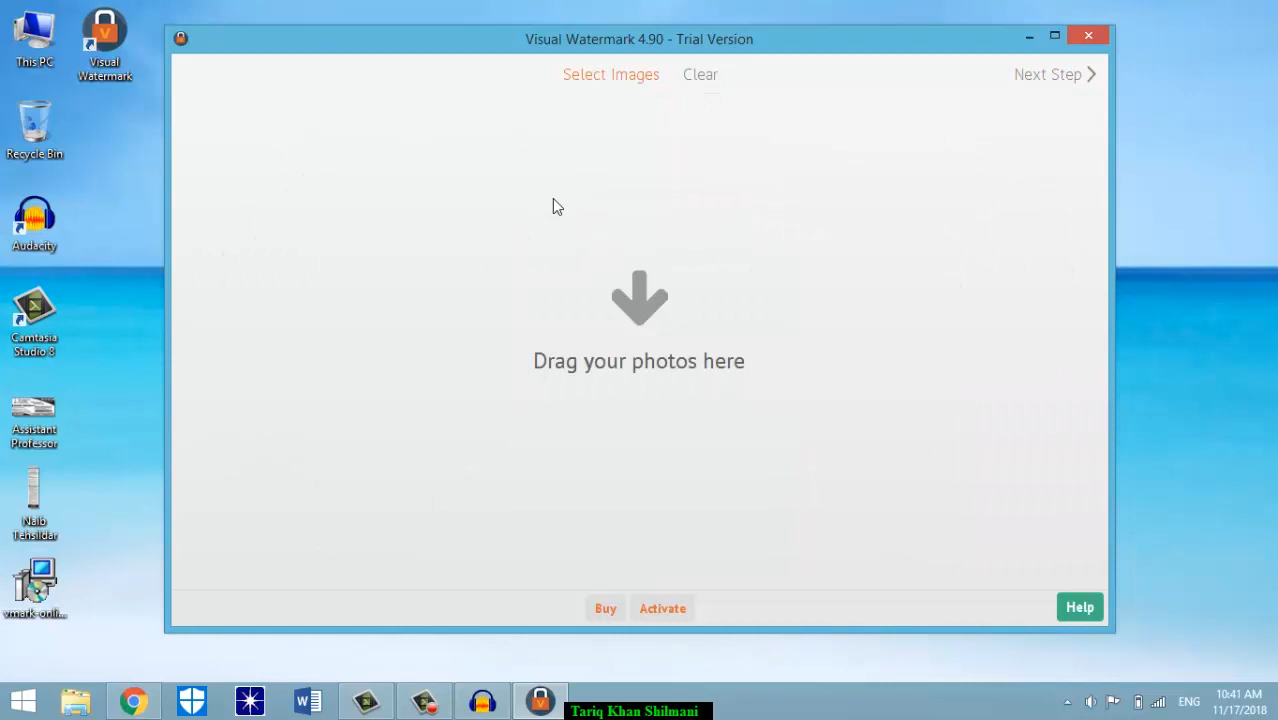 This PC
Visual
Watermark
Recycle Bin
Audacity
Camtasia
Studio 8
Assistant
Professor
Naib
Tehsildar
vmark-onli...
Visual Watermark 4.90 - Trial Version
Select Images
Clear
Next Step
Drag your photos here
Buy
Activate
Help
Tariq Khan Shilmani
ENG
10:41 AM
11/17/2018